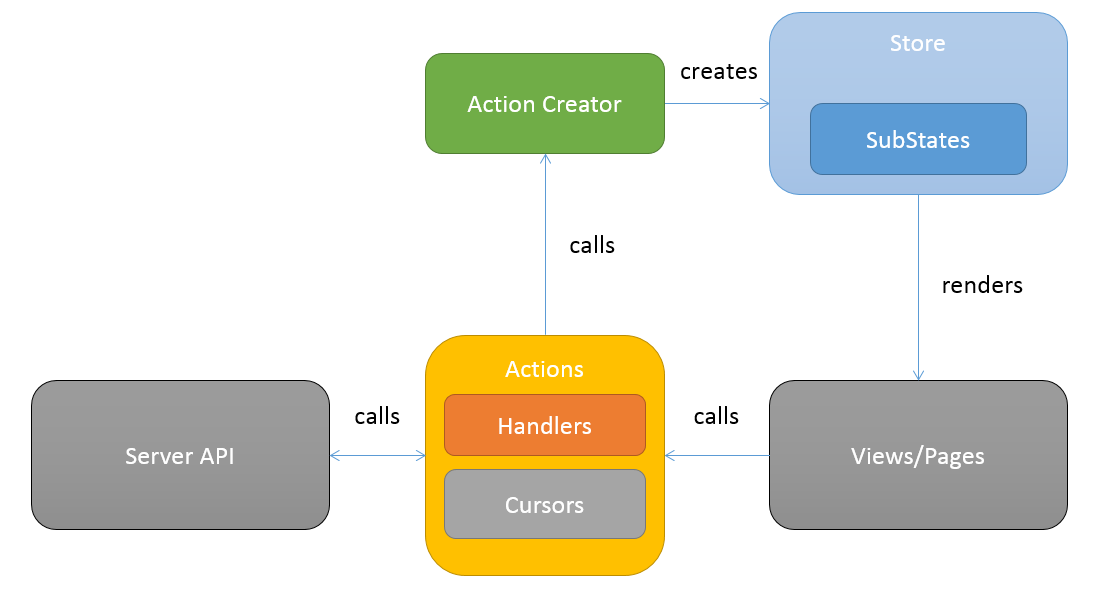 Store
creates
Action Creator
SubStates
calls
renders
Actions
calls
Handlers
calls
Server API
Views/Pages
Cursors